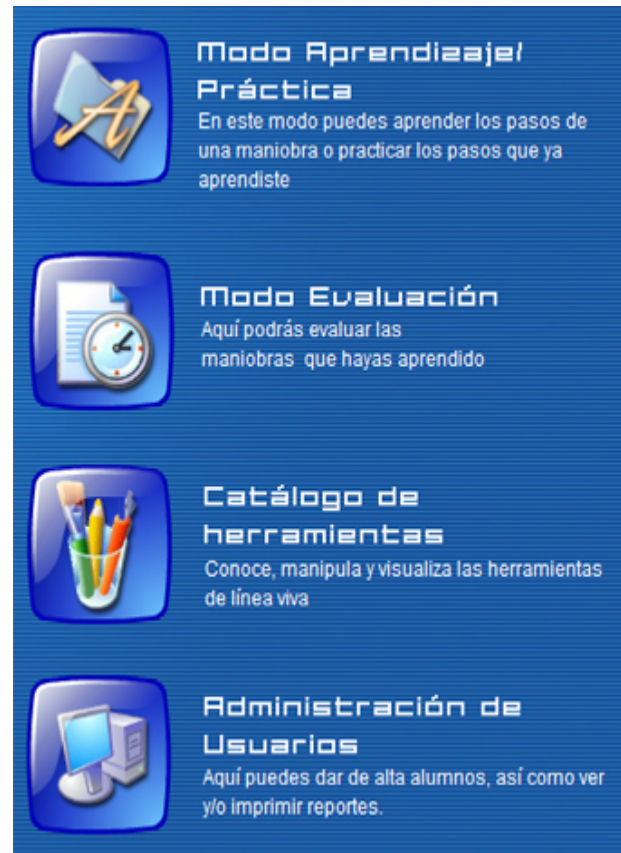 Modo Aprendizaje/
Práctica
En este modo puedes aprender los pasos de
una maniobra o practicar los pasos que ya
aprendiste
Modo Evaluación
Aquí podrás evaluar las
maniobras que hayas aprendido
Catálogo de
herramientas
Conoce, manipula y visualiza las herramientas
de línea viva
Administración de
Usuarios
Aquí puedes dar de alta alumnos, así como ver
y/o imprimir reportes.